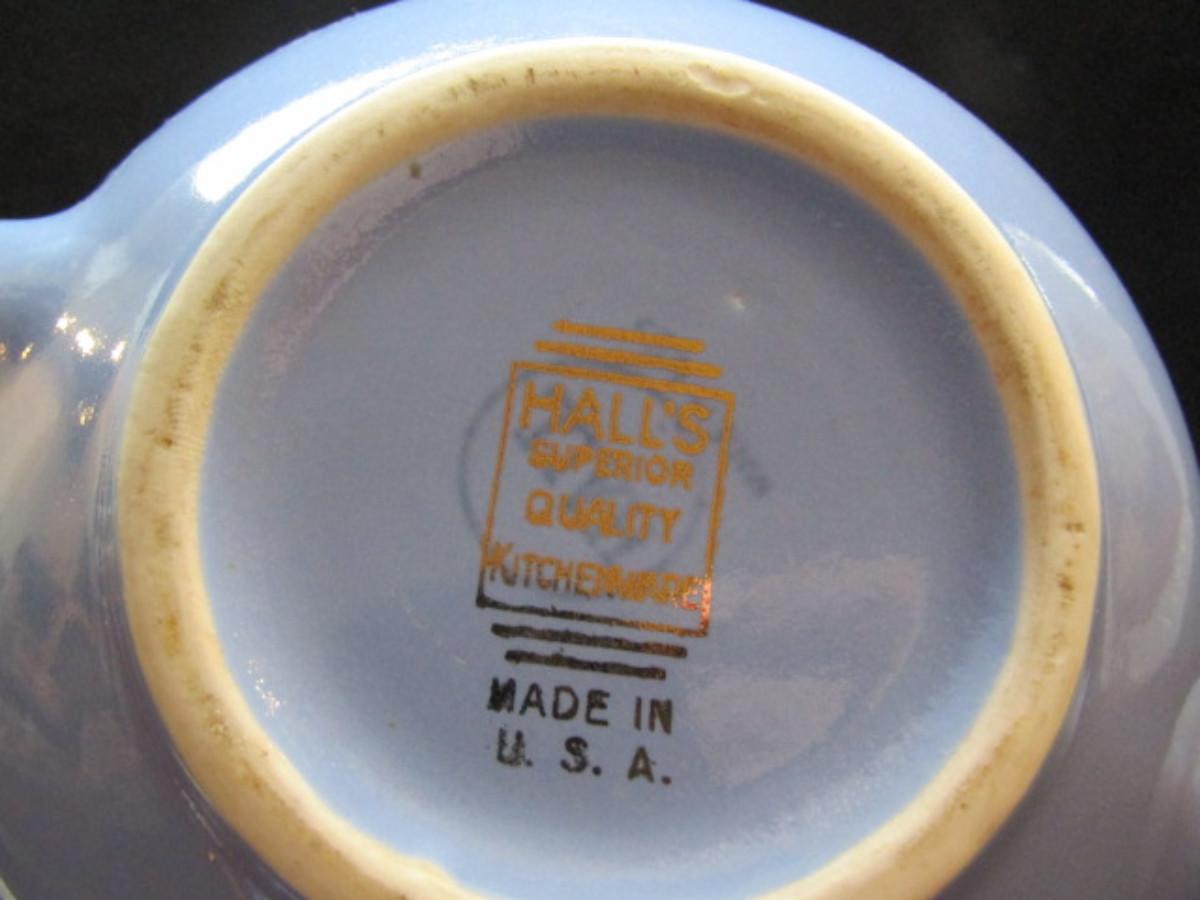 HALL'S
SUPERIOR
QUALITY
KITCHENWARE
MADE IN
U. S. A.